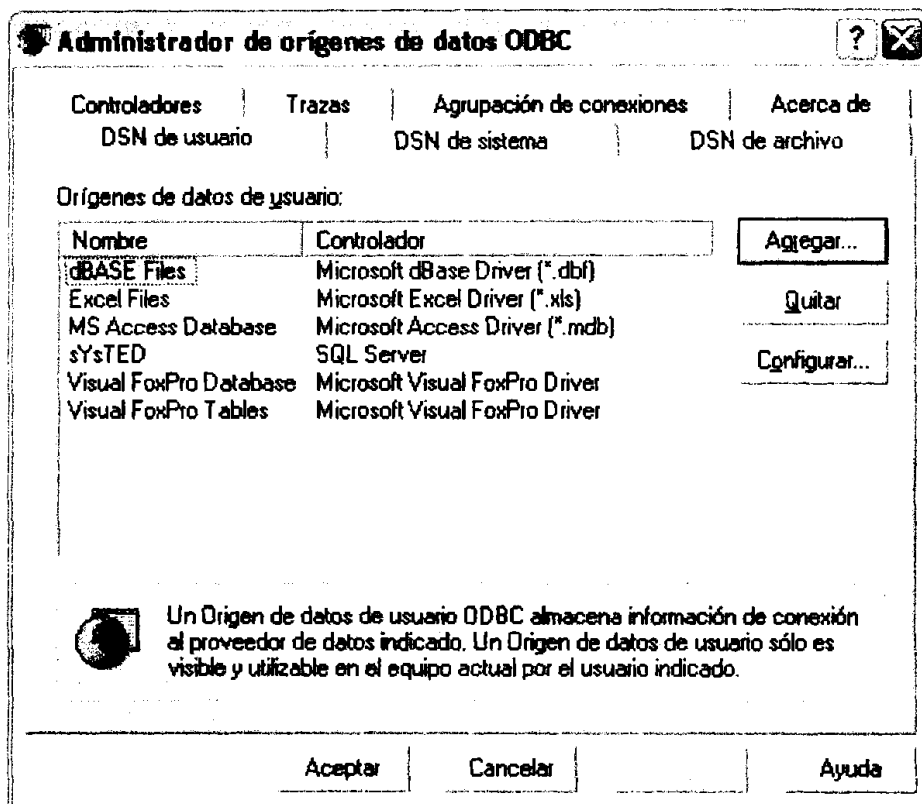 Administrador de orígenes de datos ODBC
?
Controladores Trazas Agrupación de conexiones Acerca de
DSN de usuario DSN de sistema DSN de archivo
Orígenes de datos de usuario:
Nombre Controlador
dBASE Files Microsoft dBase Driver (*.dbf)
Excel Files Microsoft Excel Driver (*.xls)
MS Access Database Microsoft Access Driver (*.mdb)
sYsTED SQL Server
Visual FoxPro Database Microsoft Visual FoxPro Driver
Visual FoxPro Tables Microsoft Visual FoxPro Driver
Agregar...
Quitar
Configurar...
Un Origen de datos de usuario ODBC almacena información de conexión
al proveedor de datos indicado. Un Origen de datos de usuario sólo es
visible y utilizable en el equipo actual por el usuario indicado.
Aceptar Cancelar Ayuda